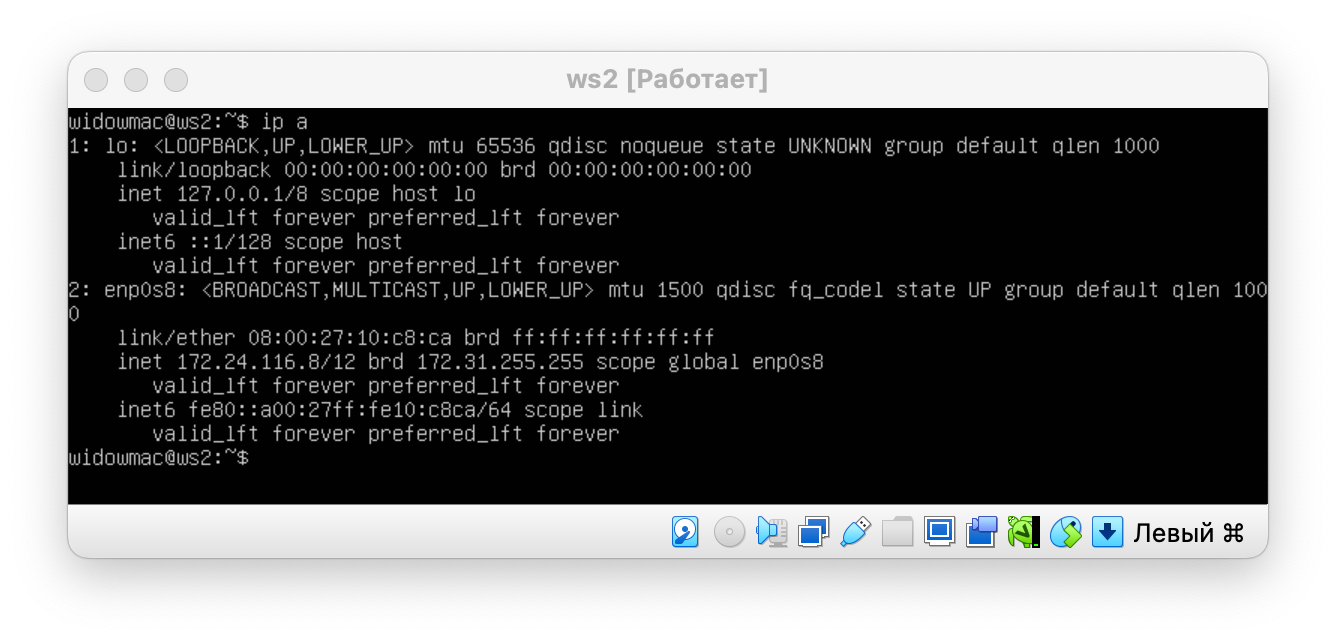 ws2 [Работает]
widowmac@ws2:~$ ip a
1: lo: <LOOPBACK,UP,LOWER_UP> mtu 65536 qdisc noqueue state UNKNOWN group default qlen 1000
    link/loopback 00:00:00:00:00:00 brd 00:00:00:00:00:00
    inet 127.0.0.1/8 scope host lo
       valid_lft forever preferred_lft forever
    inet6 ::1/128 scope host
       valid_lft forever preferred_lft forever
2: enp0s8: <BROADCAST,MULTICAST,UP,LOWER_UP> mtu 1500 qdisc fq_codel state UP group default qlen 100
0
    link/ether 08:00:27:10:c8:ca brd ff:ff:ff:ff:ff:ff
    inet 172.24.116.8/12 brd 172.31.255.255 scope global enp0s8
       valid_lft forever preferred_lft forever
    inet6 fe80::a00:27ff:fe10:c8ca/64 scope link
       valid_lft forever preferred_lft forever
widowmac@ws2:~$
Левый ⌘